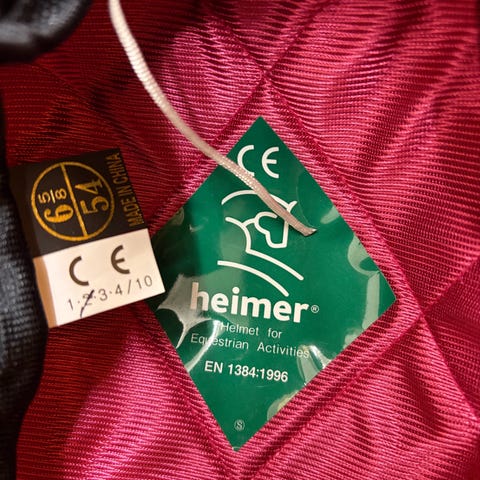 6 5/8
54
MADE IN CHINA
CE
1·2·3·4/10
CE
heimer®
Helmet for
Equestrian Activities
EN 1384:1996
S